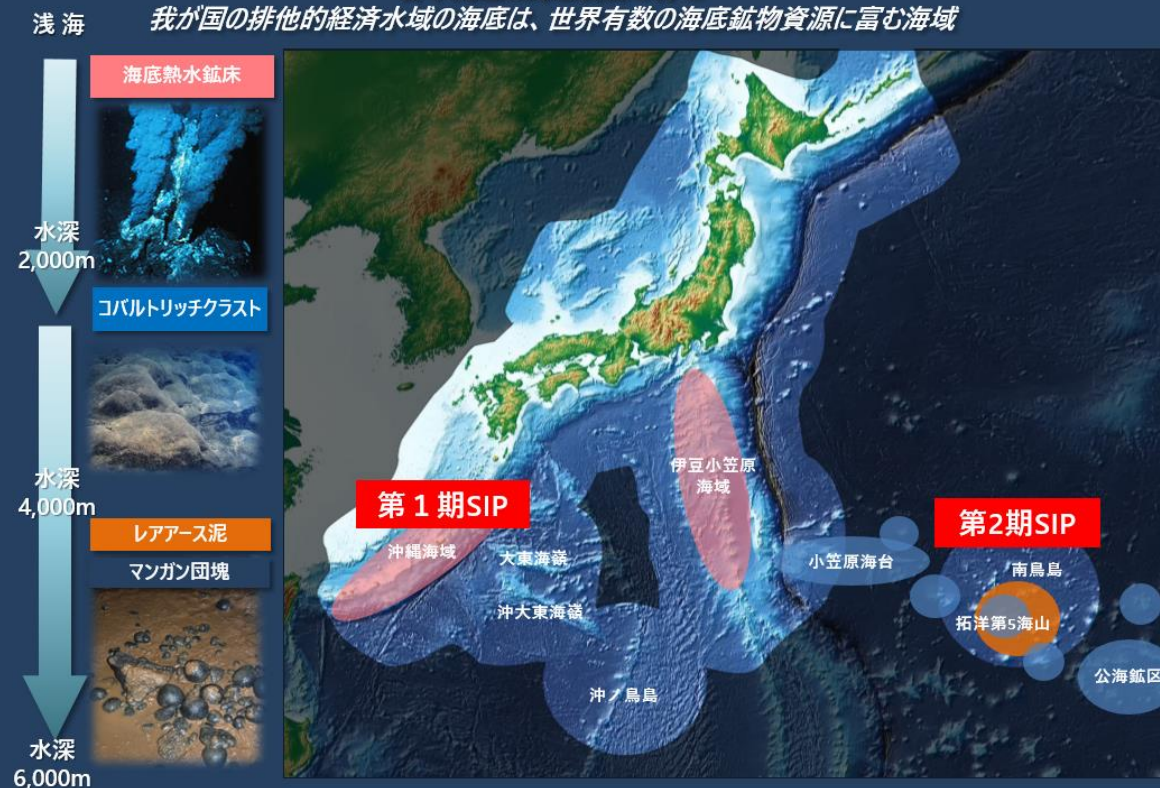 我が国の排他的経済水域の海底は、世界有数の海底鉱物資源に富む海域
浅海
海底熱水鉱床
水深
2,000m
コバルトリッチクラスト
水深
4,000m
レアアース泥
マンガン団塊
水深
6,000m
伊豆小笠原
海域
第1期SIP
沖縄海域
大東海嶺
沖大東海嶺
沖ノ鳥島
小笠原海台
第2期SIP
南鳥島
拓洋第5海山
公海鉱区